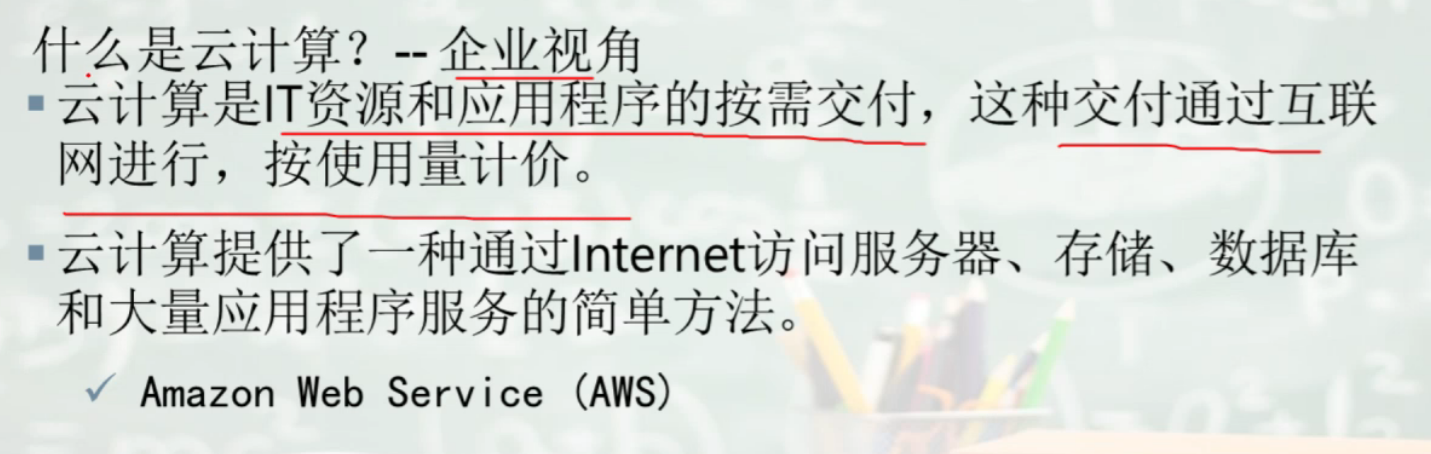 什么是云计算？-- 企业视角
云计算是IT资源和应用程序的按需交付，这种交付通过互联
网进行，按使用量计价。
云计算提供了一种通过Internet访问服务器、存储、数据库
和大量应用程序服务的简单方法。
Amazon Web Service (AWS)